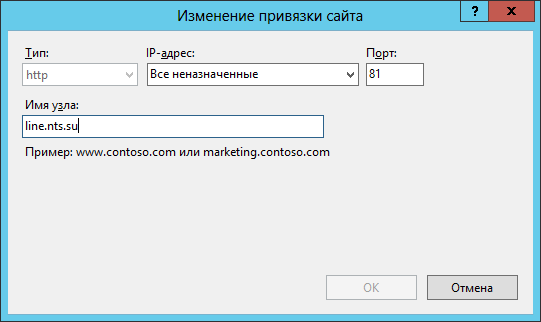 Изменение привязки сайта
? x
Тип: IP-адрес: Порт:
http Все неназначенные 81
Имя узла:
line.nts.su
Пример: www.contoso.com или marketing.contoso.com
OK Отмена